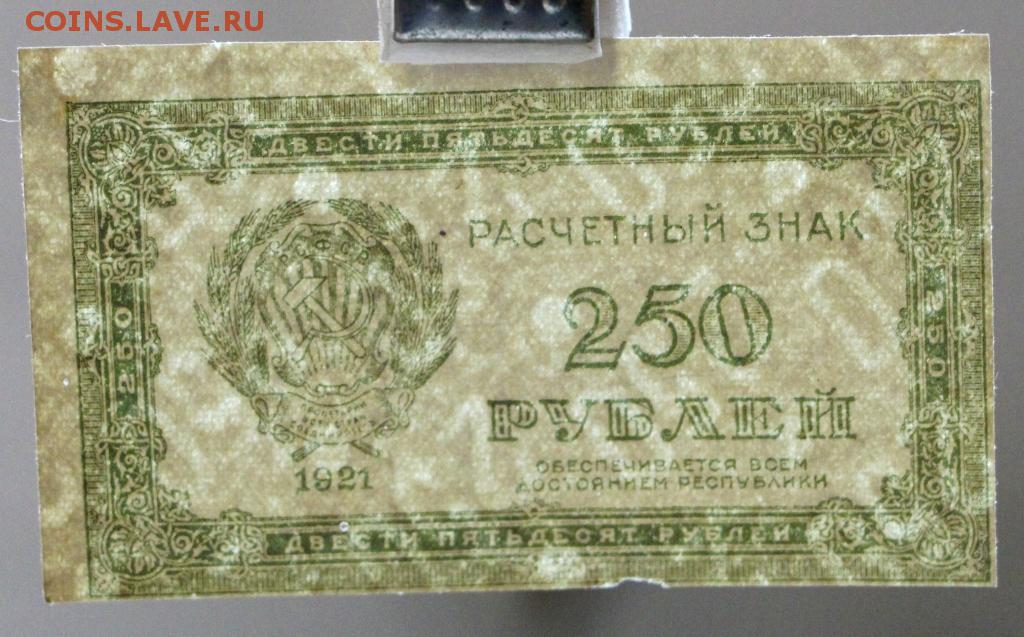 COINS.LAVE.RU
ДВЕСТИ ПЯТЬДЕСЯТ РУБЛЕЙ
РАСЧЕТНЫЙ ЗНАК
250
250
250
РУБЛЕЙ
ОБЕСПЕЧИВАЕТСЯ ВСЕМ
ДОСТОЯНИЕМ РЕСПУБЛИКИ
1921
ДВЕСТИ ПЯТЬДЕСЯТ РУБЛЕЙ